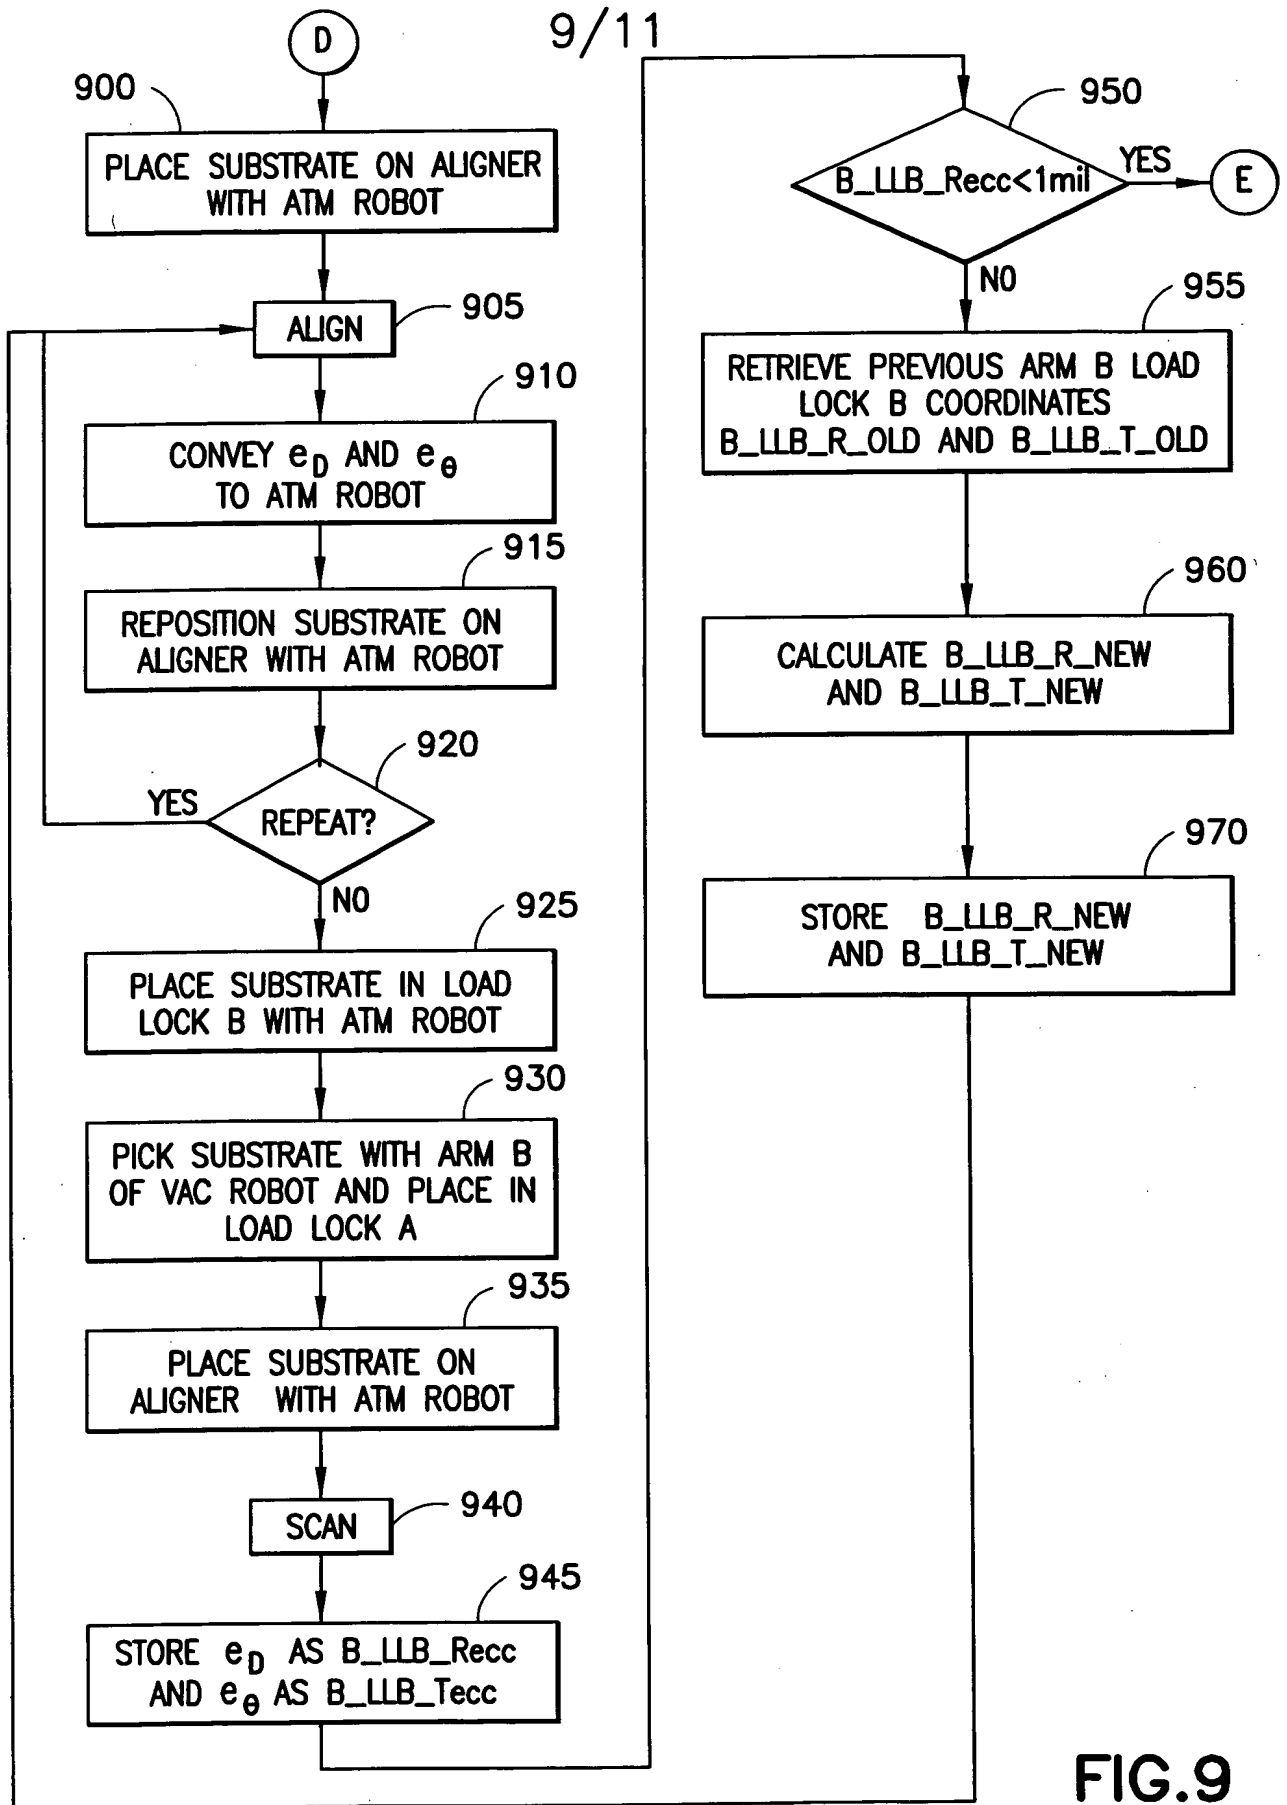 9/11
D
900
PLACE SUBSTRATE ON ALIGNER
WITH ATM ROBOT
ALIGN
905
910
CONVEY eD AND eθ
TO ATM ROBOT
915
REPOSITION SUBSTRATE ON
ALIGNER WITH ATM ROBOT
920
YES
REPEAT?
NO
925
PLACE SUBSTRATE IN LOAD
LOCK B WITH ATM ROBOT
930
PICK SUBSTRATE WITH ARM B
OF VAC ROBOT AND PLACE IN
LOAD LOCK A
935
PLACE SUBSTRATE ON
ALIGNER WITH ATM ROBOT
940
SCAN
945
STORE eD AS B_LLB_Recc
AND eθ AS B_LLB_Tecc
950
B_LLB_Recc<1mil
YES
E
NO
955
RETRIEVE PREVIOUS ARM B LOAD
LOCK B COORDINATES
B_LLB_R_OLD AND B_LLB_T_OLD
960
CALCULATE B_LLB_R_NEW
AND B_LLB_T_NEW
970
STORE B_LLB_R_NEW
AND B_LLB_T_NEW
FIG.9